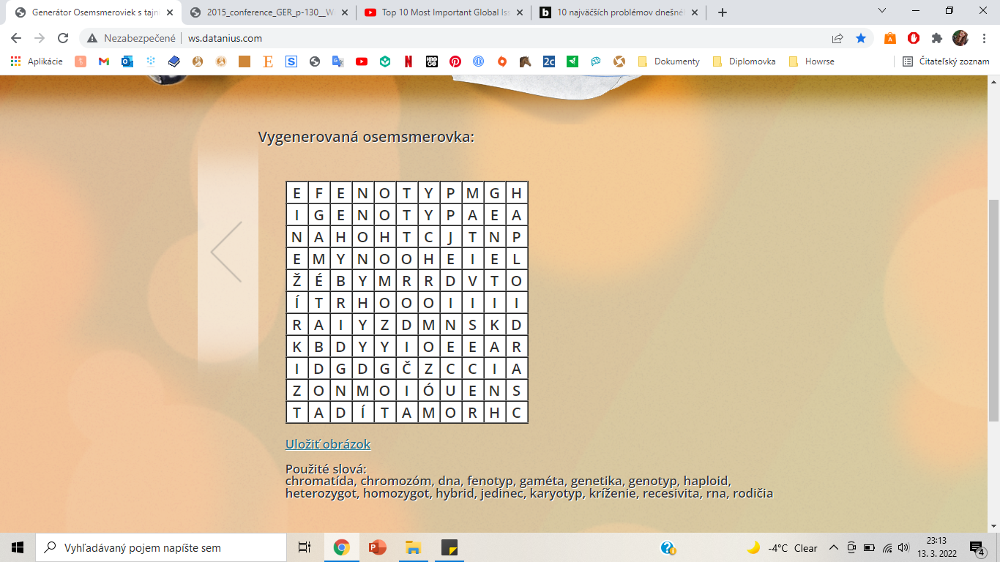 Generátor Osemsmeroviek s tajn
2015_conference_GER_p-130__W
Top 10 Most Important Global Iss
10 najväčších problémov dnešné
Nezabezpečené ws.datanius.com
Aplikácie Dokumenty Diplomovka Howrse Čitateľský zoznam
Vygenerovaná osemsmerovka:
E F E N O T Y P M G H
I G E N O T Y P A E A
N A H O H T C J T N P
E M Y N O O H E I E L
Ž É B Y M R R D V T O
Í T R H O O O I I I I
R A I Y Z D M N S K D
K B D Y Y I O E E A R
I D G D G Č Z C C I A
Z O N M O I Ó U E N S
T A D Í T A M O R H C
Uložiť obrázok
Použité slová:
chromatída, chromozóm, dna, fenotyp, gaméta, genetika, genotyp, haploid,
heterozygot, homozygot, hybrid, jedinec, karyotyp, kríženie, recesivita, rna, rodičia
Vyhľadávaný pojem napíšte sem
-4°C Clear
23:13
13. 3. 2022
4